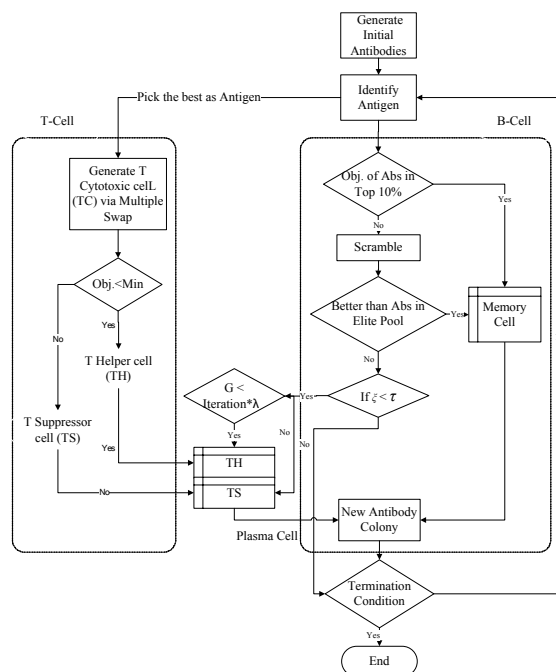 Generate
Initial
Antibodies
Pick the best as Antigen
Identify
Antigen
T-Cell
B-Cell
Generate T
Cytotoxic celL
(TC) via Multiple
Swap
Obj. of Abs in
Top 10%
Yes
No
Scramble
Obj.<Min
Better than Abs in
Elite Pool
Yes
Memory
Cell
No
Yes
T Helper cell
(TH)
No
G <
Iteration*λ
Yes
If ξ < τ
T Suppressor
cell (TS)
Yes
No
No
Yes
TH
No
TS
Plasma Cell
New Antibody
Colony
Termination
Condition
Yes
End